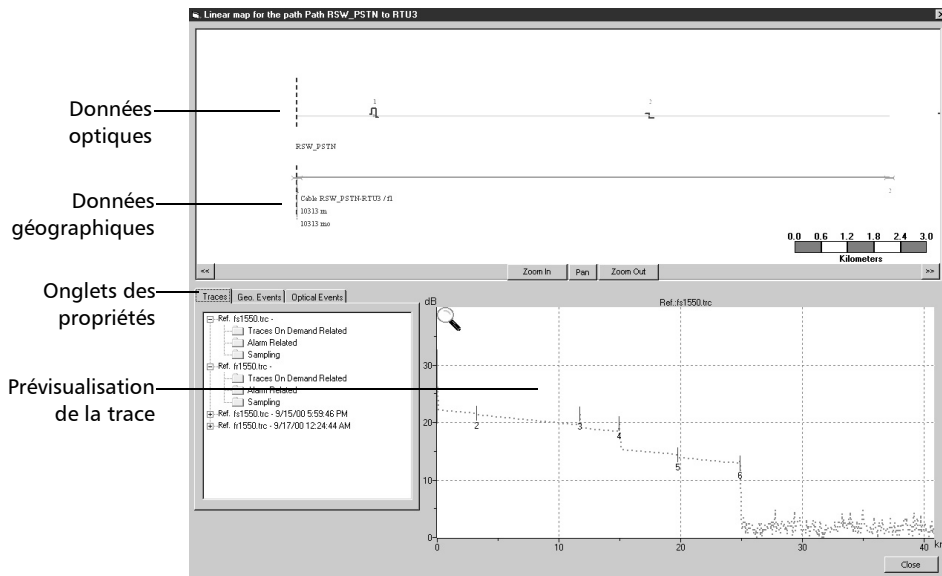 Linear map for the path Path RSW_PSTN to RTU3
Données
optiques
1
2
RSW_PSTN
Données
géographiques
Cable RSW_PSTN-RTU3 / f1
10313 m
10313 mo
2
0.0 0.6 1.2 1.8 2.4 3.0
Kilometers
<< Zoom In Pan Zoom Out >>
Onglets des
propriétés
Traces Geo. Events Optical Events
Ref. fs1550.trc -
Traces On Demand Related
Alarm Related
Sampling
Ref. fr1550.trc -
Traces On Demand Related
Alarm Related
Sampling
Ref. fs1550.trc - 9/15/00 5:59:46 PM
Ref. fr1550.trc - 9/17/00 12:24:44 AM
Prévisualisation
de la trace
dB
Ref.:fs1550.trc
30
20
10
0
2
3
4
5
6
0 10 20 30 40 km
Close